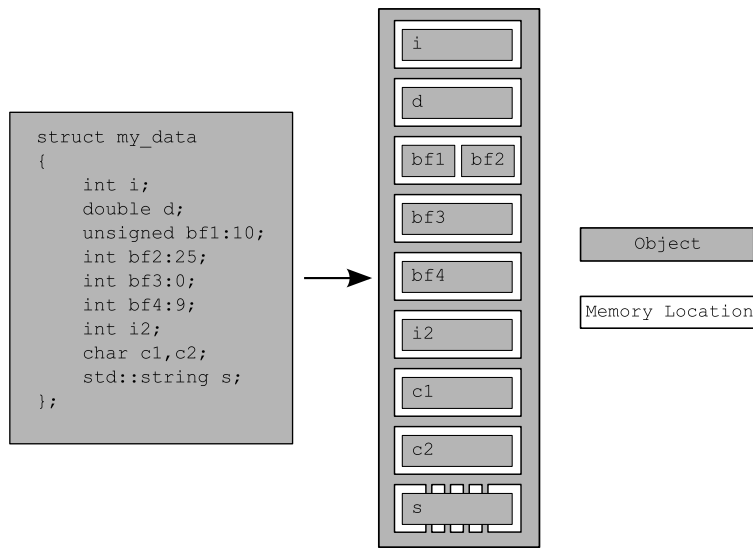 struct my_data
{
int i;
double d;
unsigned bf1:10;
int bf2:25;
int bf3:0;
int bf4:9;
int i2;
char c1,c2;
std::string s;
};
i
d
bf1 bf2
bf3
bf4
i2
c1
c2
s
Object
Memory Location